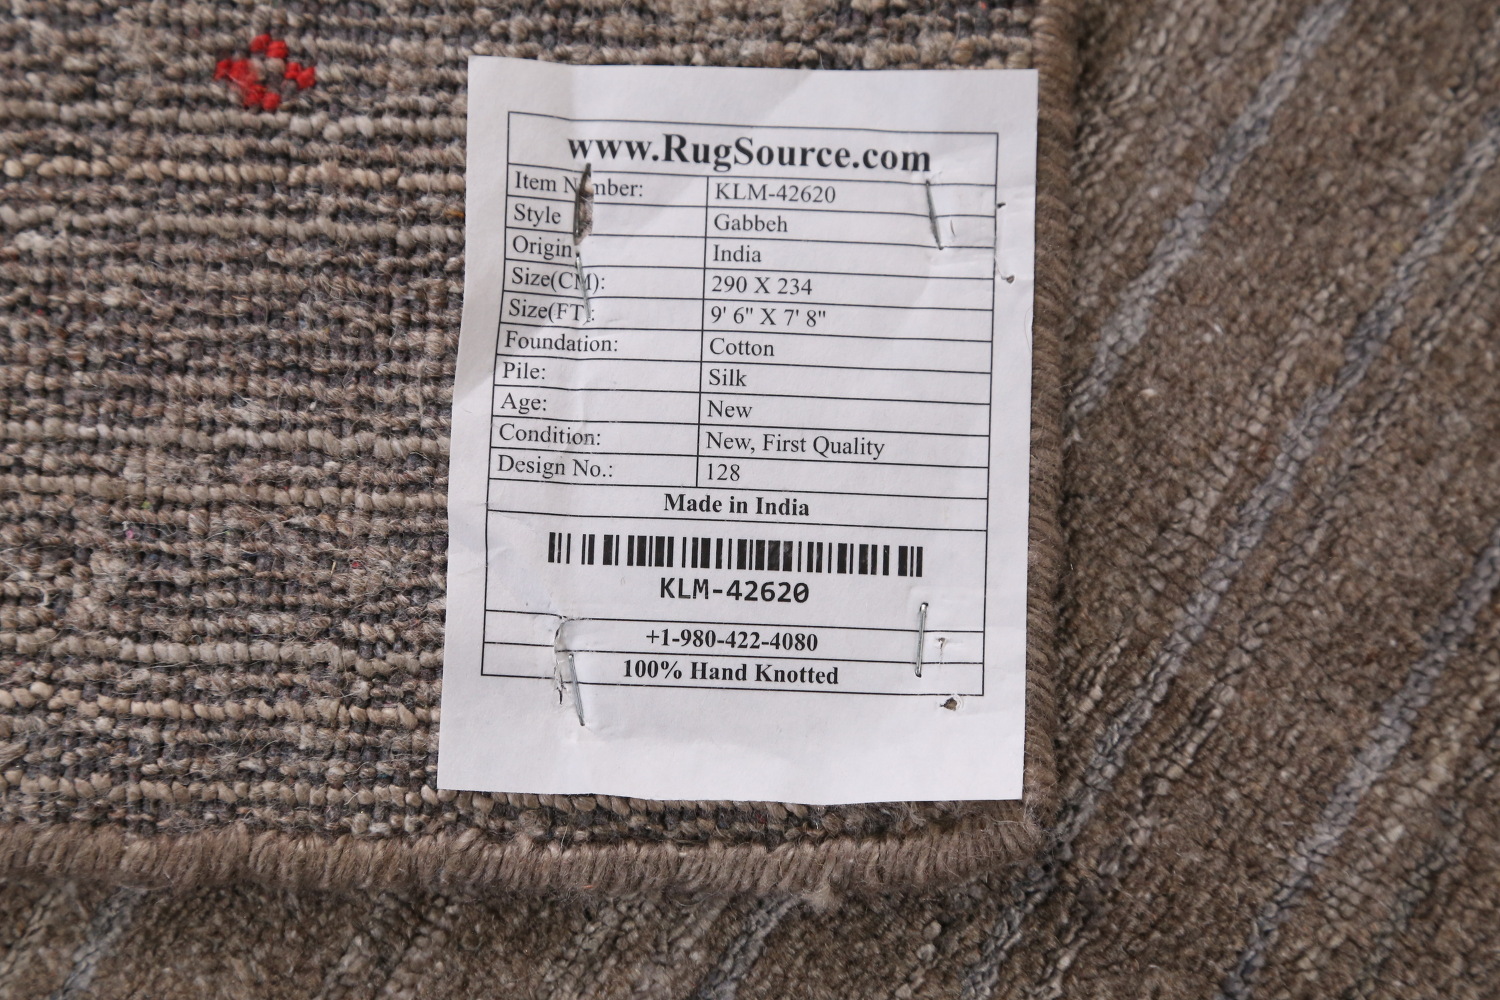 www.RugSource.com
Item Number: KLM-42620
Style Gabbeh
Origin India
Size(CM): 290 X 234
Size(FT): 9' 6" X 7' 8"
Foundation: Cotton
Pile: Silk
Age: New
Condition: New, First Quality
Design No.: 128
Made in India
KLM-42620
+1-980-422-4080
100% Hand Knotted